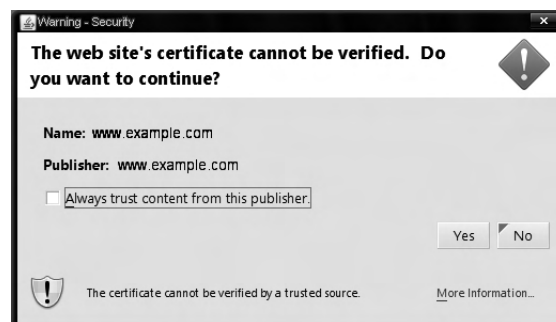 Warning - Security
The web site's certificate cannot be verified. Do
you want to continue?
Name: www.example.com
Publisher: www.example.com
Always trust content from this publisher.
Yes No
The certificate cannot be verified by a trusted source. More Information...